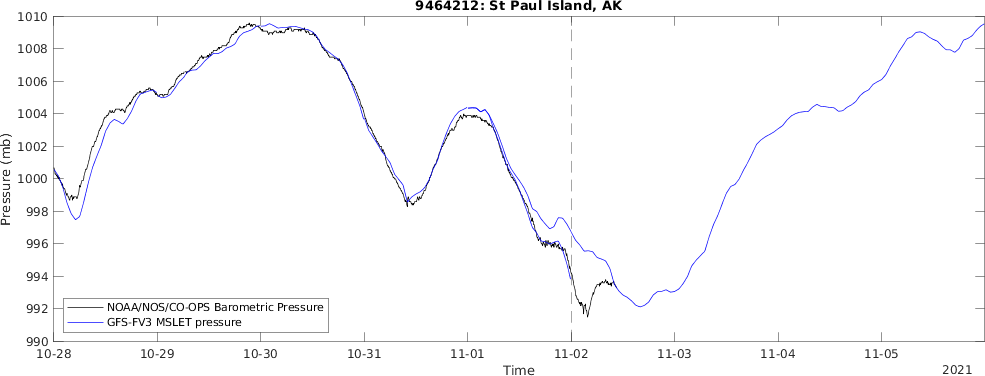 9464212: St Paul Island, AK
Pressure (mb)
1010
1008
1006
1004
1002
1000
998
996
994
992
990
NOAA/NOS/CO-OPS Barometric Pressure
GFS-FV3 MSLET pressure
10-28 10-29 10-30 10-31 11-01 11-02 11-03 11-04 11-05
Time
2021